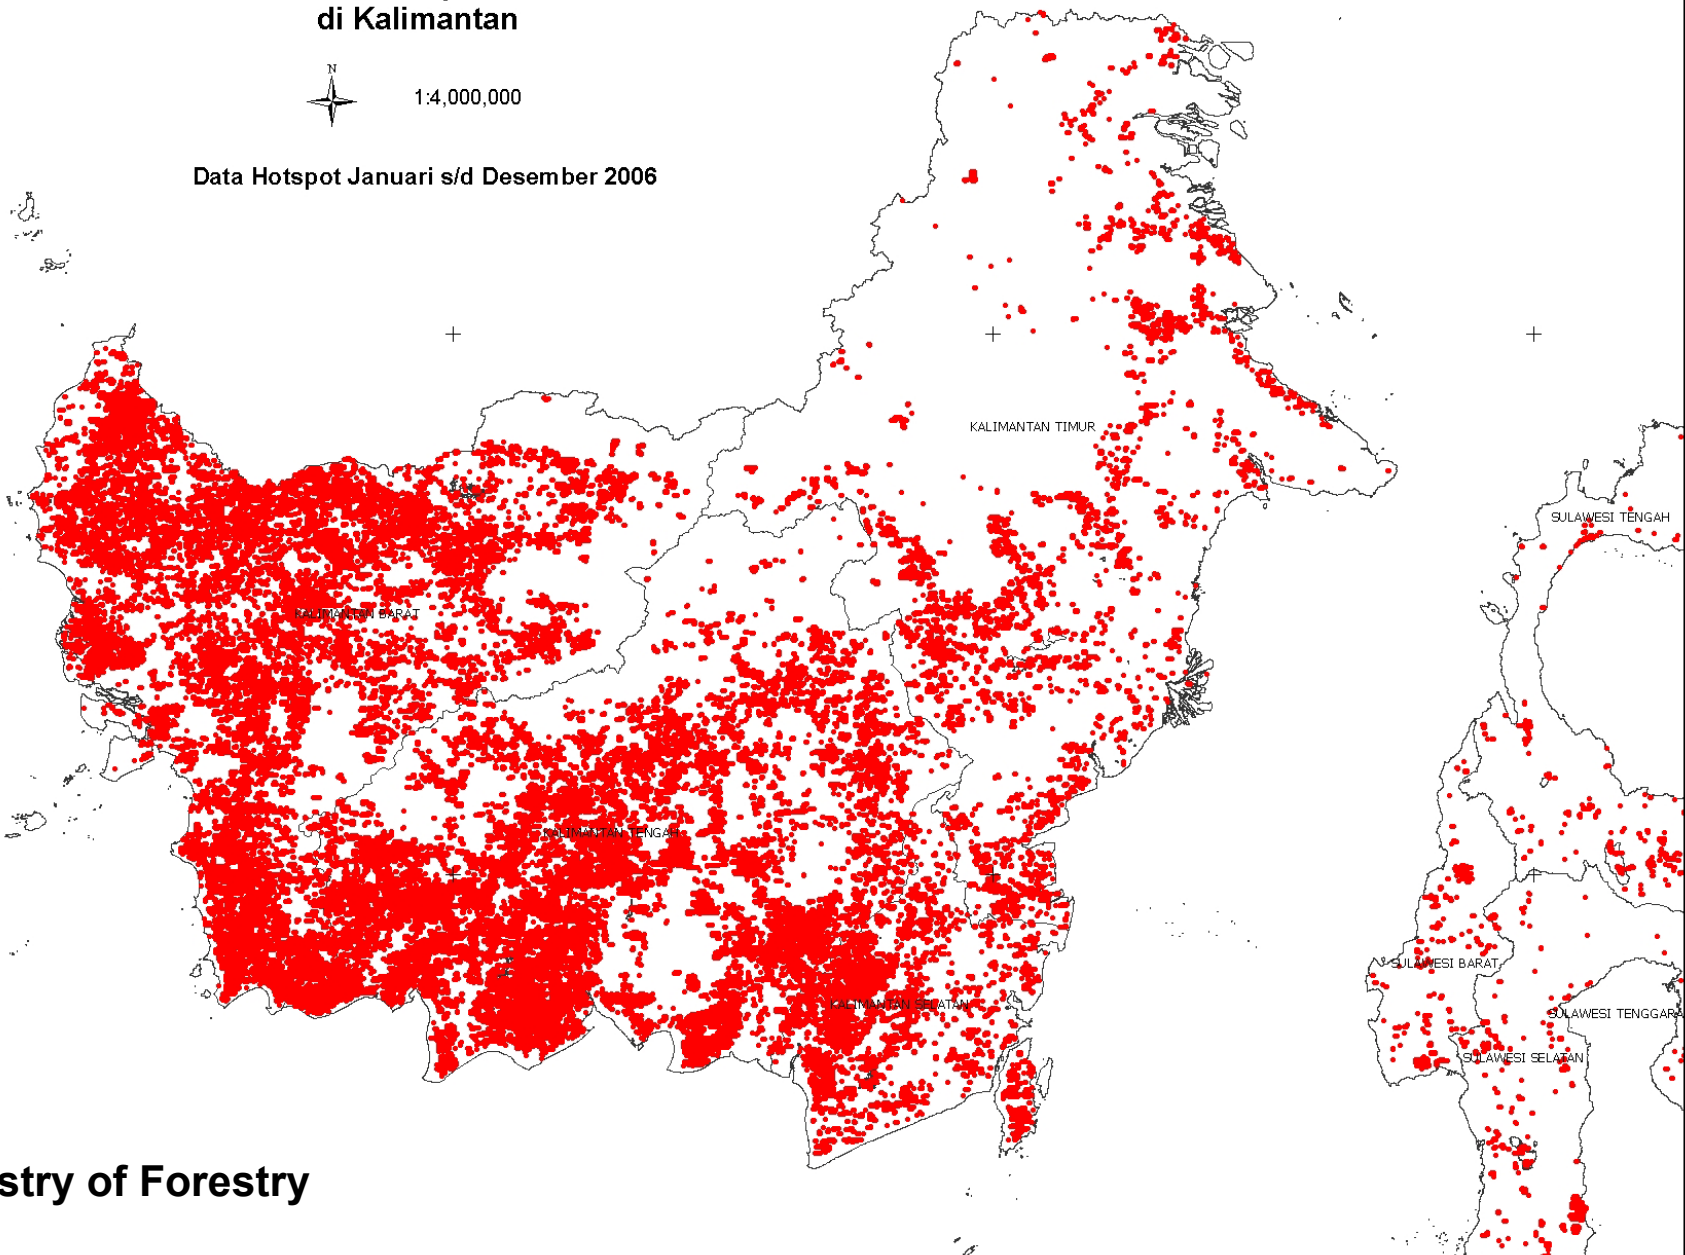 di Kalimantan
N
1:4,000,000
Data Hotspot Januari s/d Desember 2006
KALIMANTAN TIMUR
SULAWESI TENGAH
KALIMANTAN BARAT
KALIMANTAN TENGAH
SULAWESI BARAT
KALIMANTAN SELATAN
SULAWESI TENGGARA
SULAWESI SELATAN
stry of Forestry